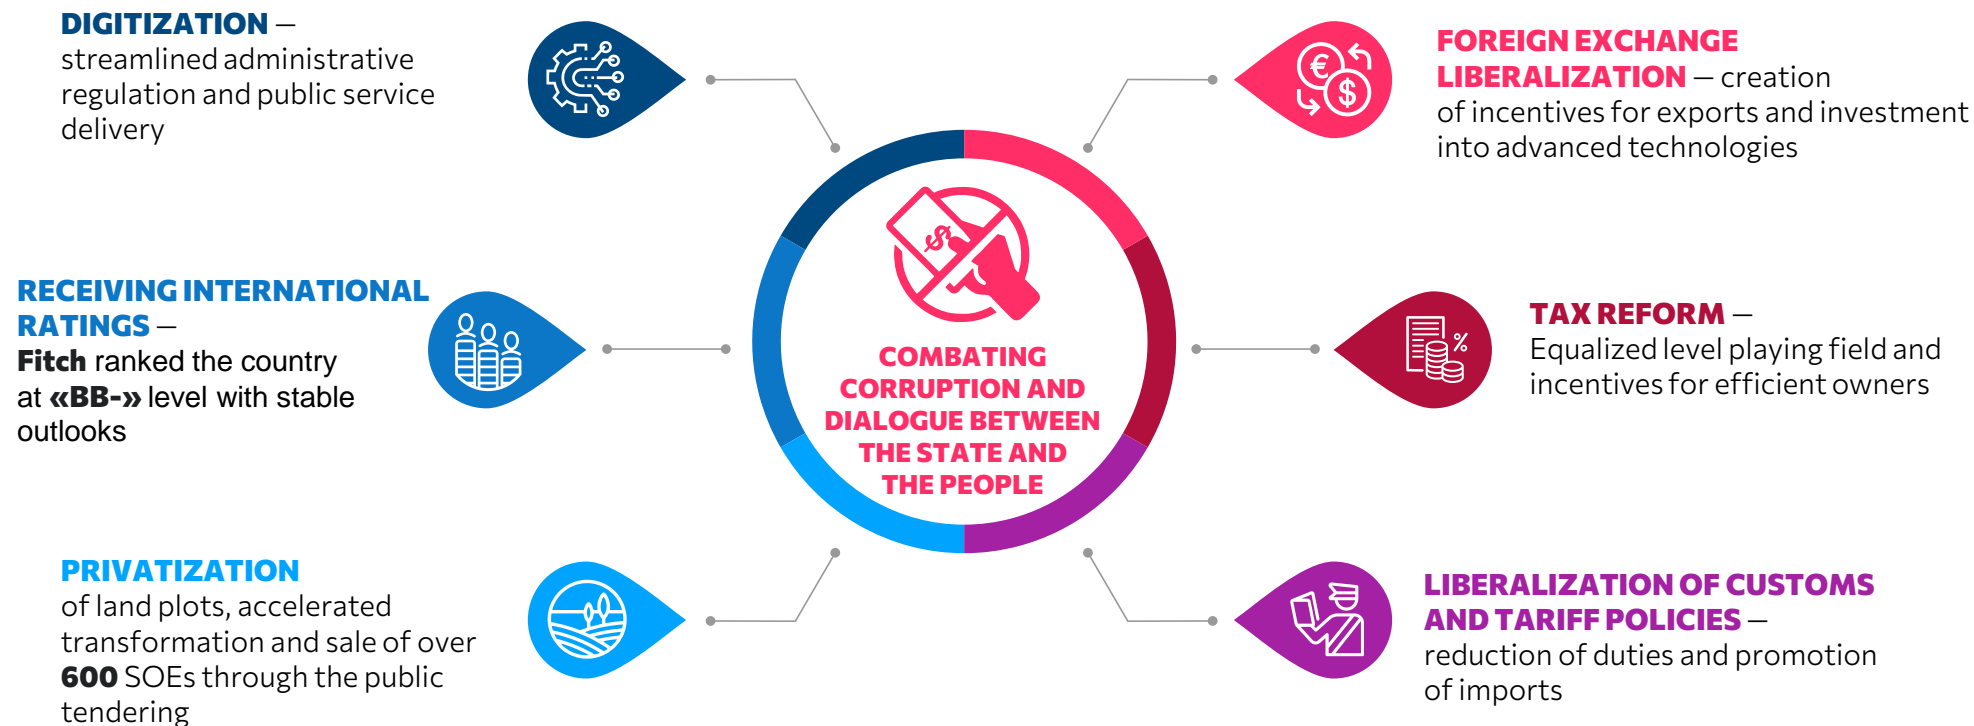 DIGITIZATION –
streamlined administrative
regulation and public service
delivery
RECEIVING INTERNATIONAL
RATINGS –
Fitch ranked the country
at «BB-» level with stable
outlooks
PRIVATIZATION
of land plots, accelerated
transformation and sale of over
600 SOEs through the public
tendering
$
COMBATING
CORRUPTION AND
DIALOGUE BETWEEN
THE STATE AND
THE PEOPLE
€
$
FOREIGN EXCHANGE
LIBERALIZATION – creation
of incentives for exports and investment
into advanced technologies
%
TAX REFORM –
Equalized level playing field and
incentives for efficient owners
LIBERALIZATION OF CUSTOMS
AND TARIFF POLICIES –
reduction of duties and promotion
of imports